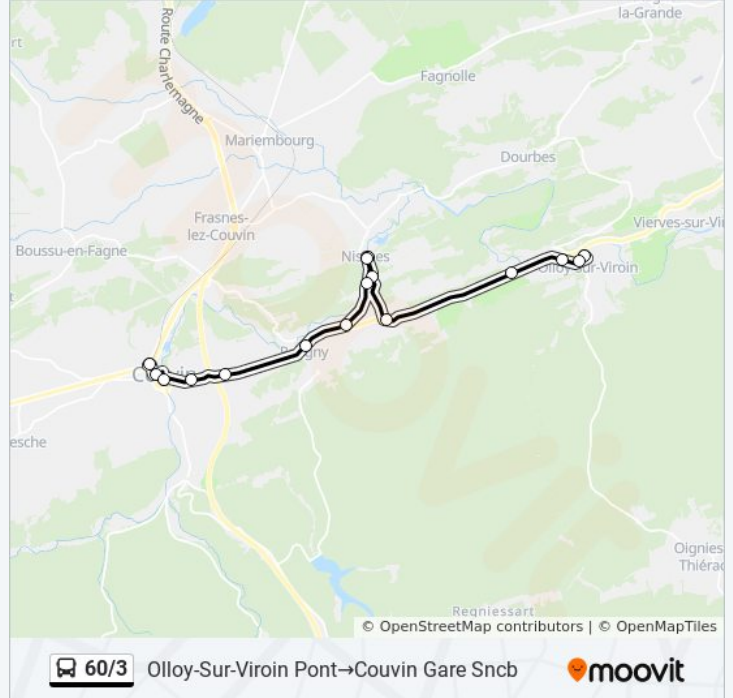 la-Grande
rt
Route Charlemagne
Fagnolle
Mariembourg
Dourbes
Frasnes-
lez-Couvin
Vierves-sur-Vi
Boussu-en-Fagne
Olloy-sur-Viroin
esche
Oignies
Thiérac
Regniessart
© OpenStreetMap contributors | © OpenMapTiles
60/3 Olloy-Sur-Viroin Pont→Couvin Gare Sncb moovit